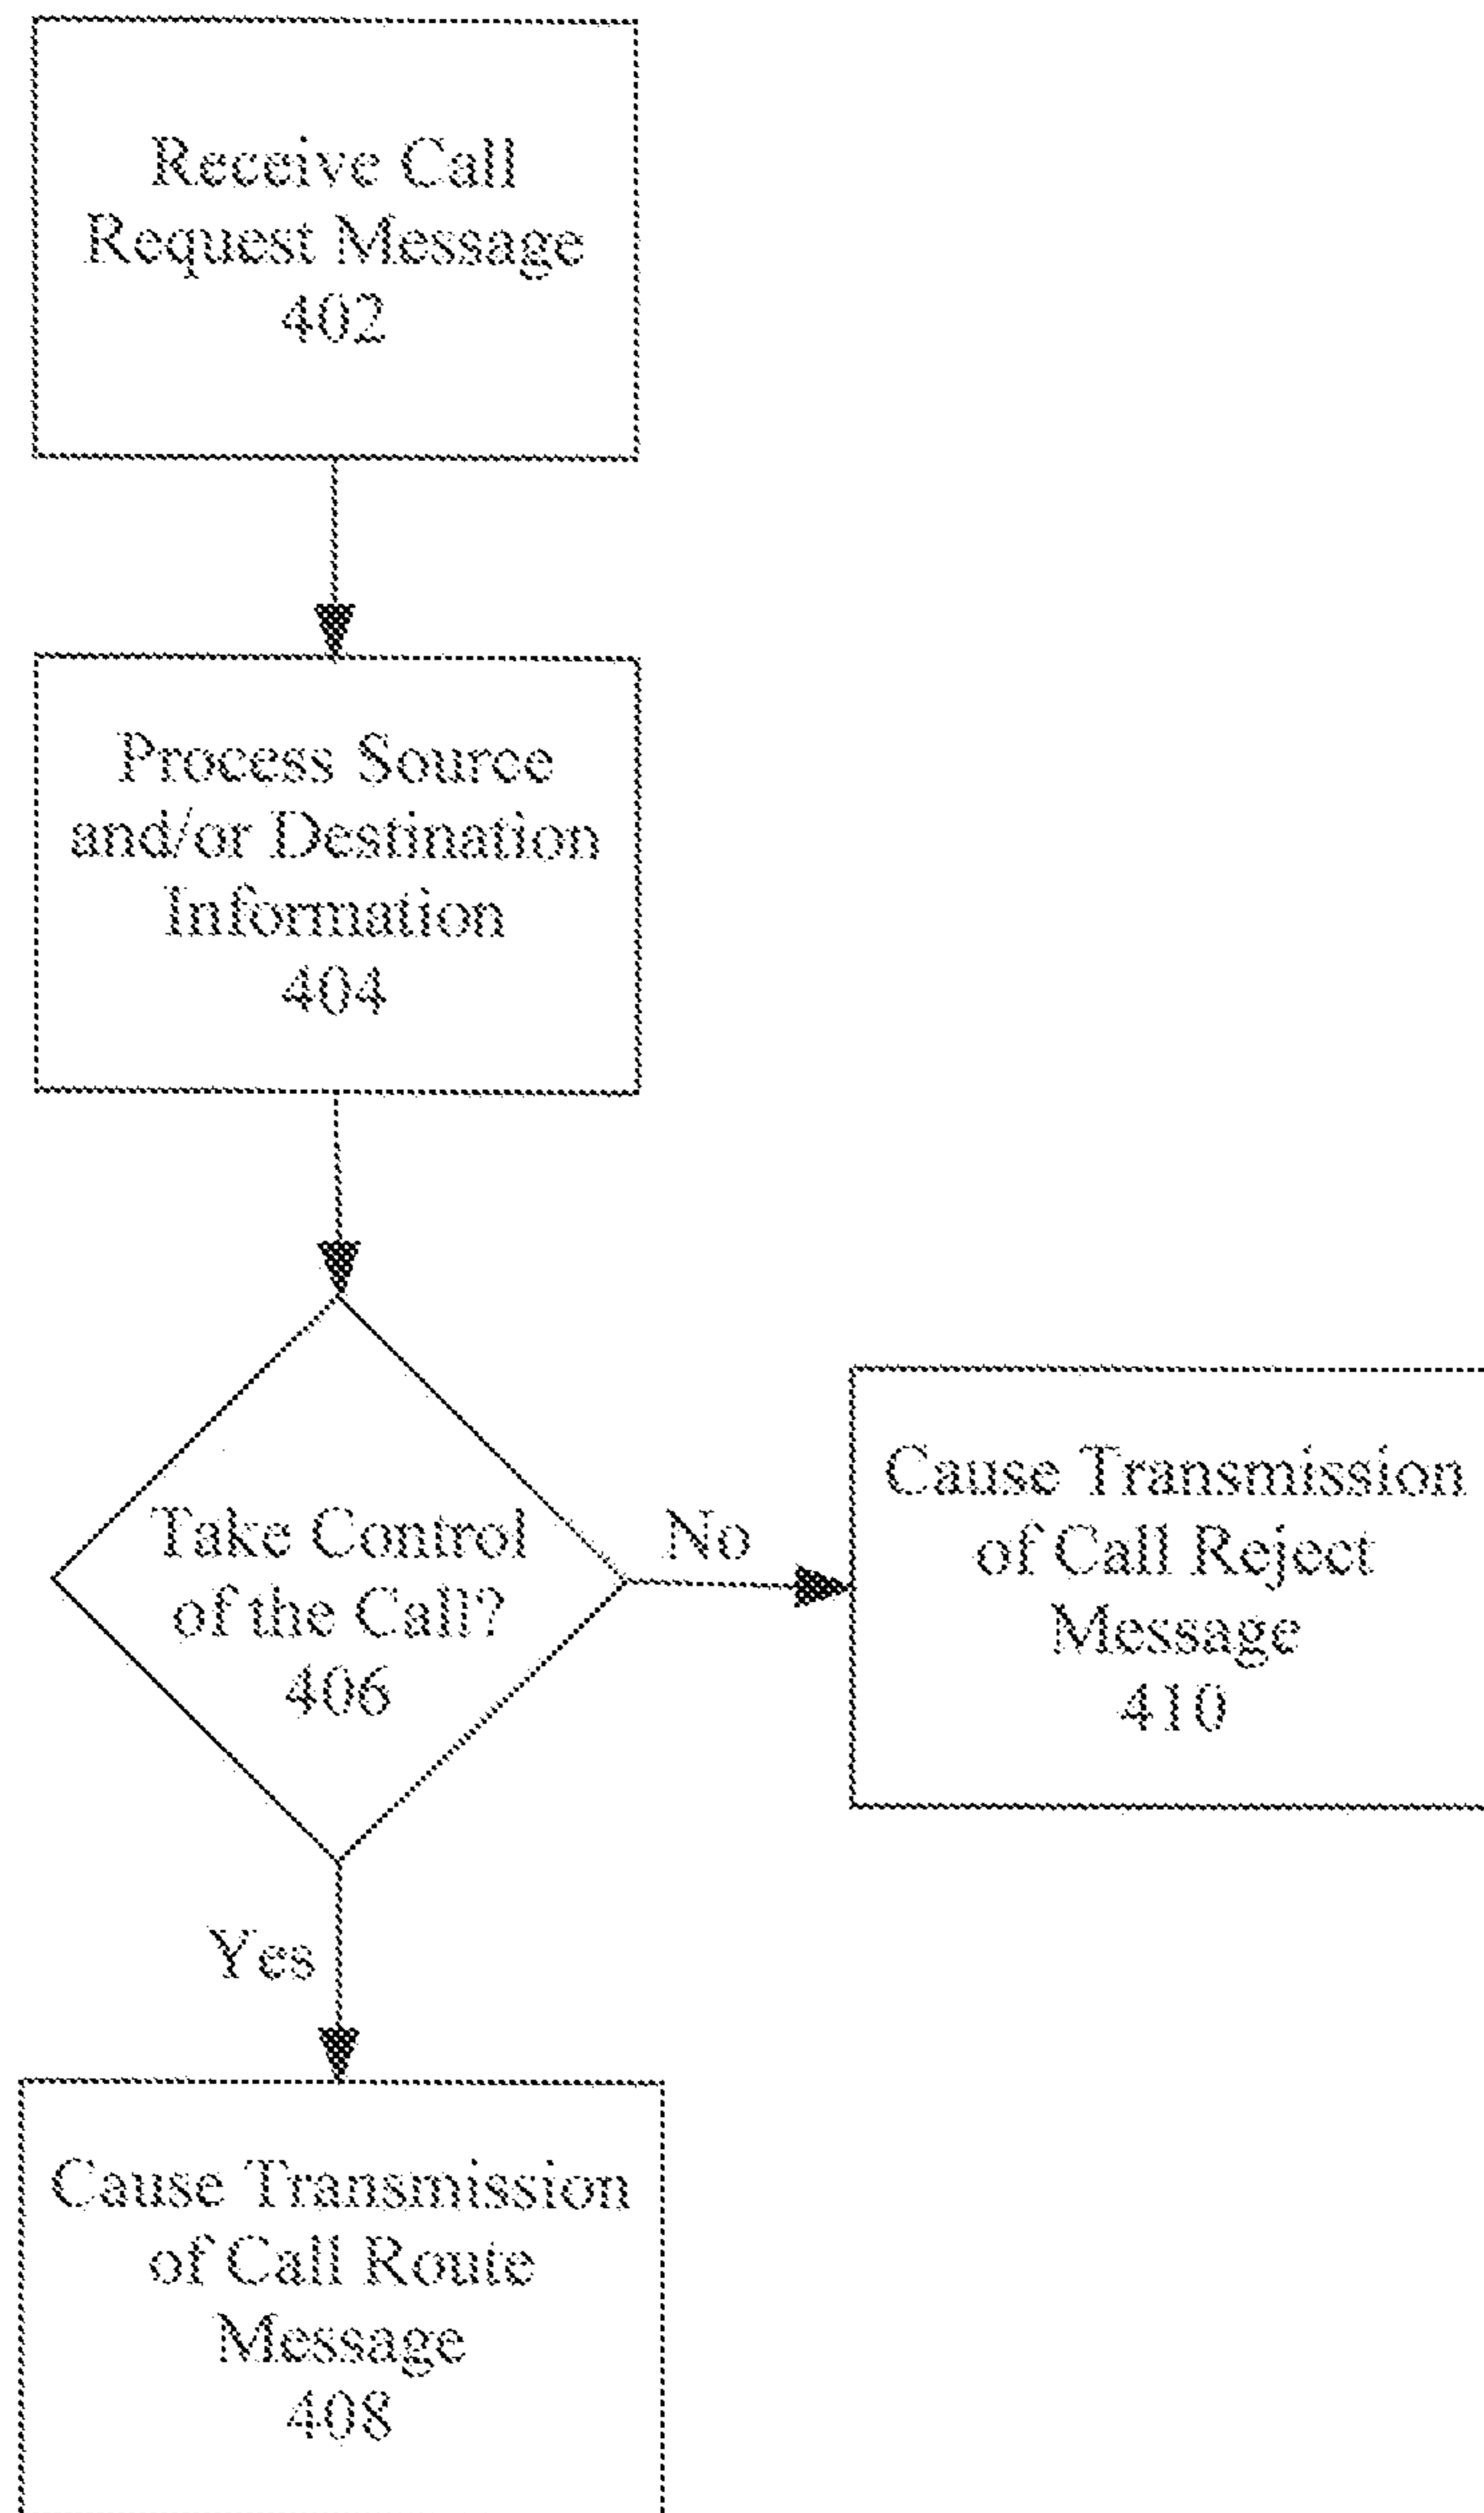 Receive Call
Request Message
402
Process Source
and/or Destination
Information
404
Take Control
of the Call?
406
No
Cause Transmission
of Call Reject
Message
410
Yes
Cause Transmission
of Call Route
Message
408